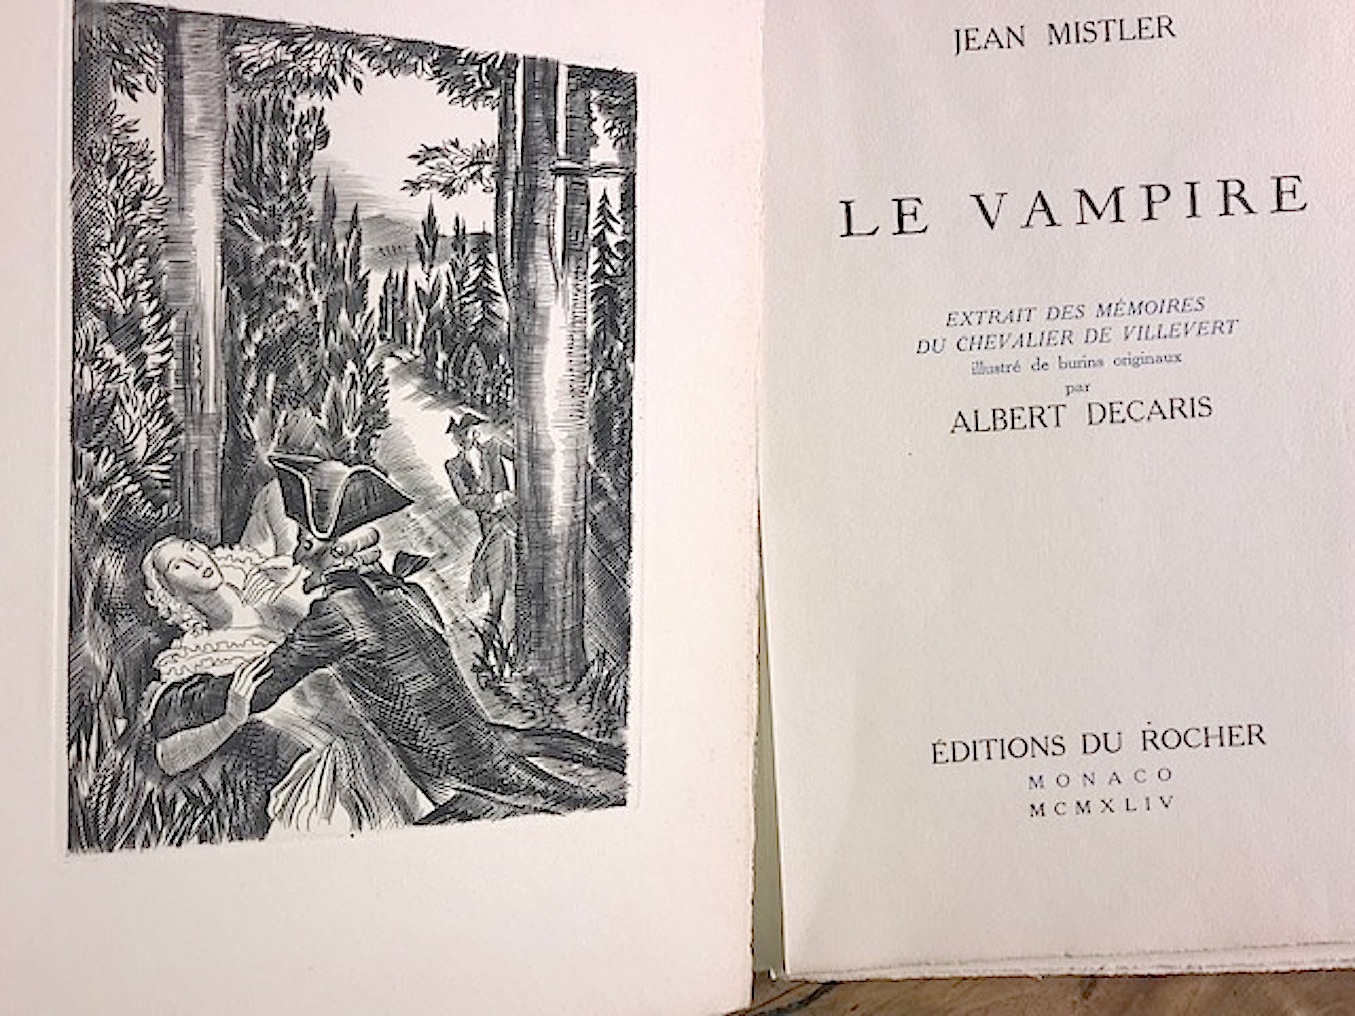 JEAN MISTLER
LE VAMPIRE
EXTRAIT DES MÉMOIRES
DU CHEVALIER DE VILLEVERT
illustré de burins originaux
par
ALBERT DECARIS
ÉDITIONS DU ROCHER
MONACO
MCMXLIV